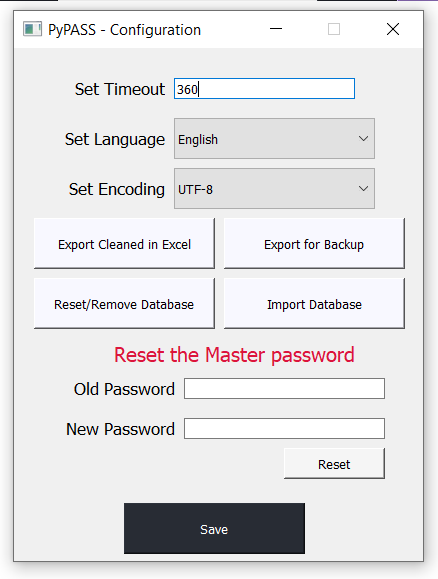 PyPASS - Configuration
Set Timeout 360
Set Language English
Set Encoding UTF-8
Export Cleaned in Excel Export for Backup
Reset/Remove Database Import Database
Reset the Master password
Old Password
New Password
Reset
Save